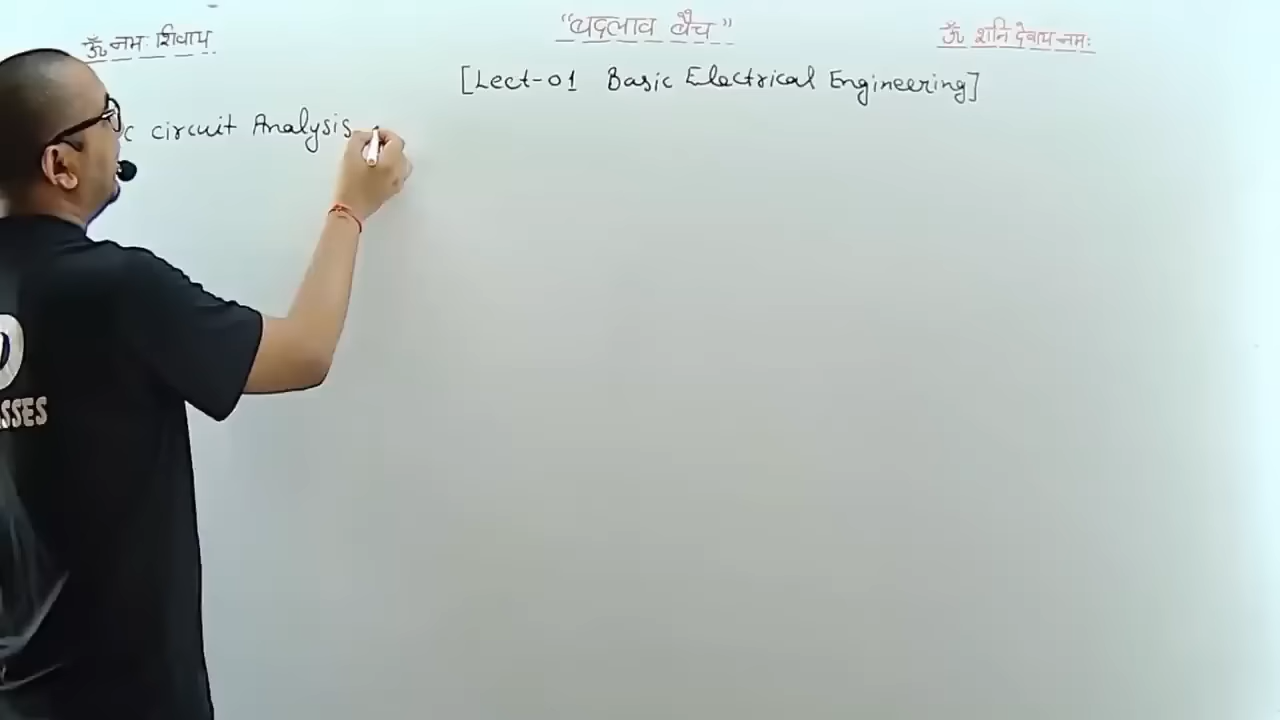 ॐ नमः शिवाय
"बदलाव बैच"
ॐ शनि देवाय नमः
[Lect-01 Basic Electrical Engineering]
c circuit Analysis
SSES